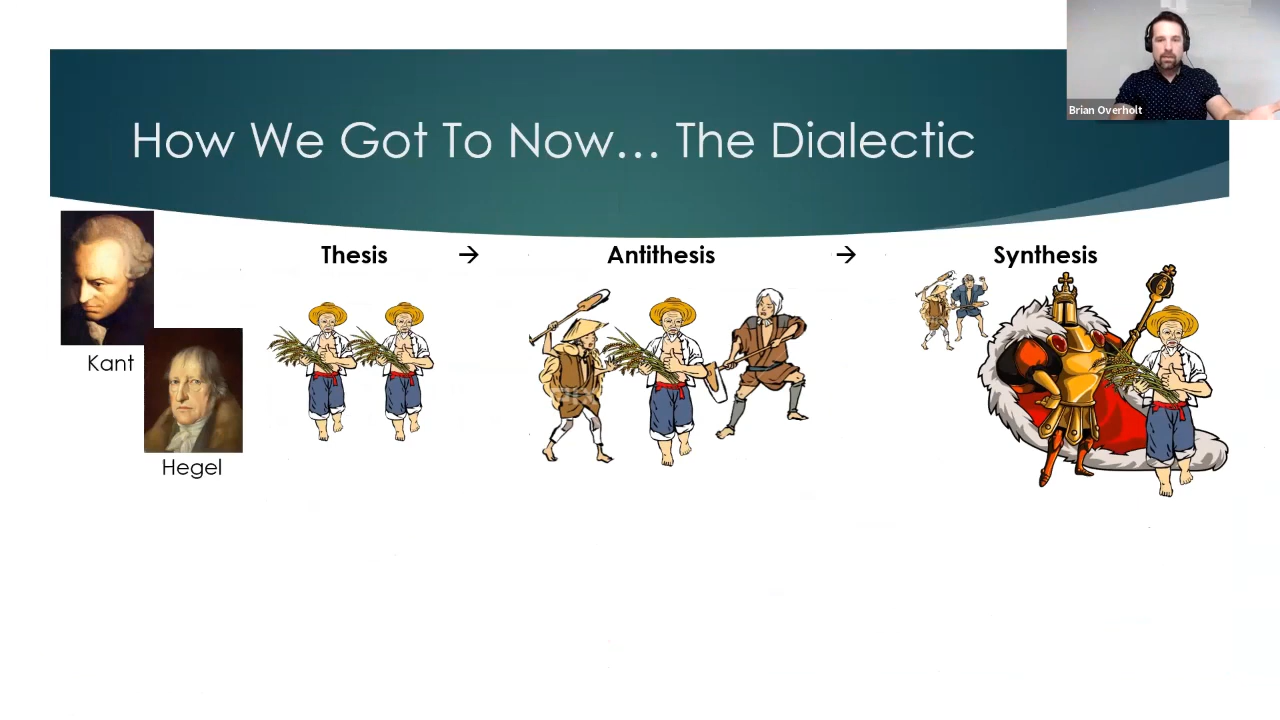 How We Got To Now... The Dialectic
Brian Overholt
Thesis → Antithesis → Synthesis
Kant
Hegel